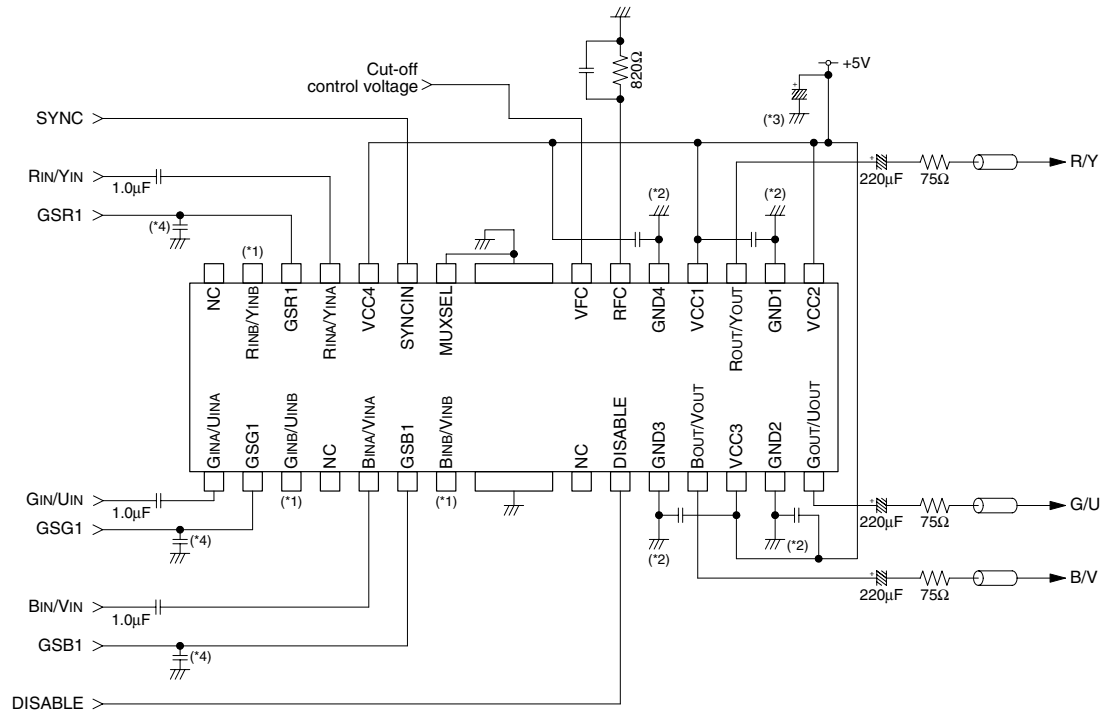 +5V
Cut-off
control voltage
820Ω
(*3)
SYNC
RIN/YIN
1.0µF
220µF
75Ω
R/Y
GSR1
(*4)
(*2)
(*2)
(*1)
NC
RINB/YINB
GSR1
RINA/YINA
VCC4
SYNCIN
MUXSEL
VFC
RFC
GND4
VCC1
ROUT/YOUT
GND1
VCC2
GINA/UINA
GSG1
GINB/UINB
NC
BINA/VINA
GSB1
BINB/VINB
NC
DISABLE
GND3
BOUT/VOUT
VCC3
GND2
GOUT/UOUT
GIN/UIN
1.0µF
(*1)
(*1)
GSG1
(*4)
(*2)
(*2)
220µF
75Ω
G/U
BIN/VIN
1.0µF
220µF
75Ω
B/V
GSB1
(*4)
DISABLE
+
+
+
+